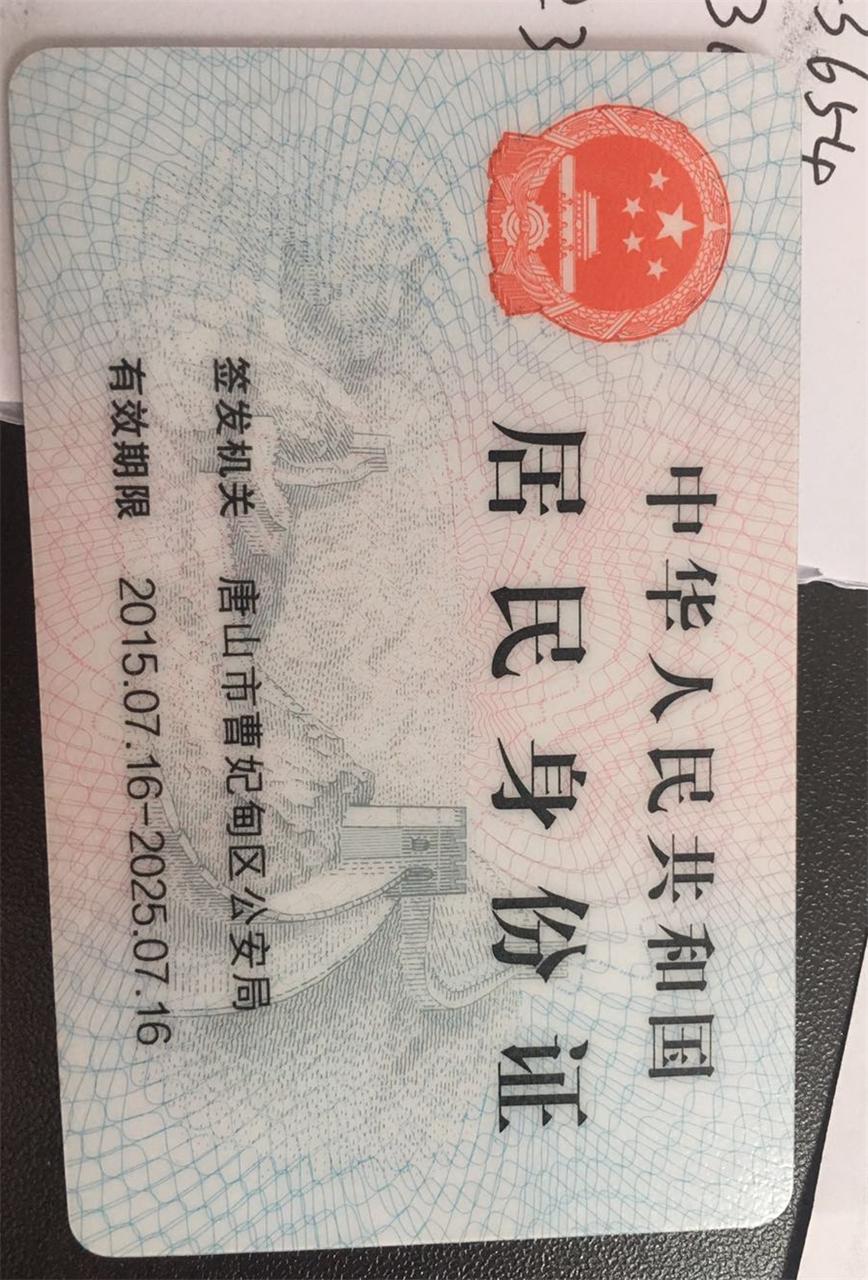 中华人民共和国
居民身份证
签发机关 唐山市曹妃甸区公安局
有效期限 2015.07.16-2025.07.16
3654